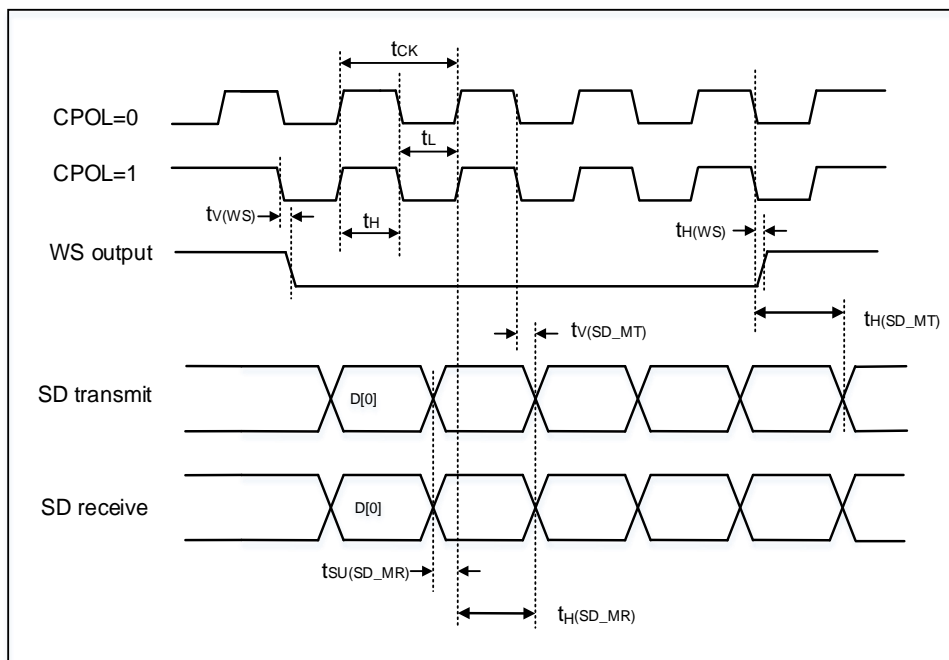 tCK
CPOL=0
tL
CPOL=1
tV(WS)
tH
tH(WS)
WS output
tV(SD_MT)
tH(SD_MT)
SD transmit
D[0]
SD receive
D[0]
tSU(SD_MR)
tH(SD_MR)